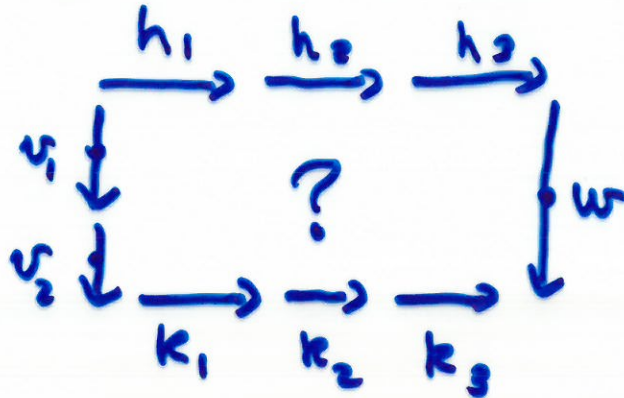 h₁ h₂ h₃
v₁ ? w
v₂
k₁ k₂ k₃